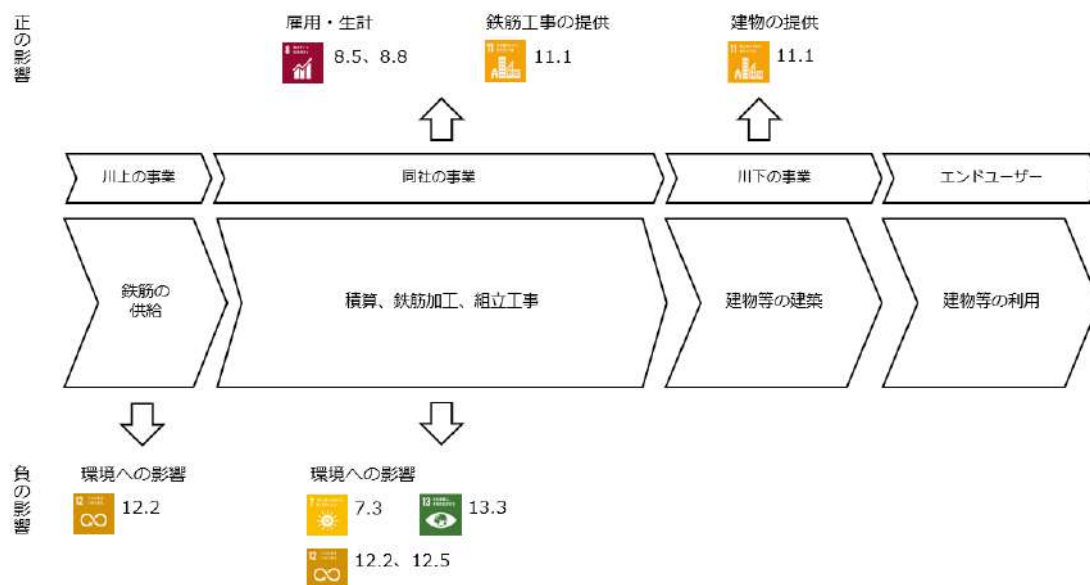 正の影響
雇用・生計
8.5、8.8
鉄筋工事の提供
11.1
建物の提供
11.1
川上の事業
同社の事業
川下の事業
エンドユーザー
鉄筋の
供給
積算、鉄筋加工、組立工事
建物等の建築
建物等の利用
負の影響
環境への影響
12.2
環境への影響
7.3
13.3
12.2、12.5